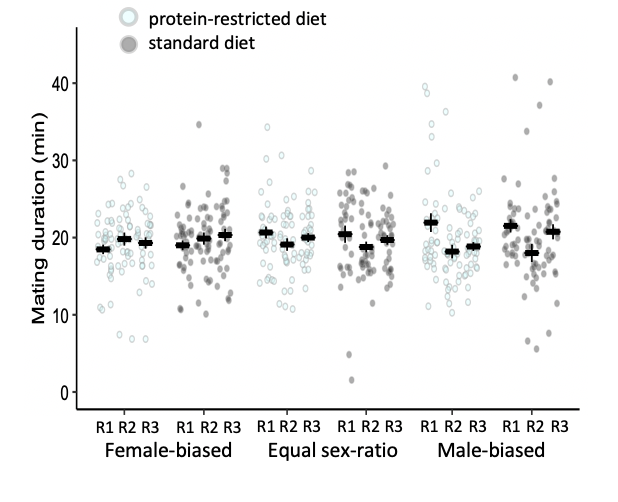 protein-restricted diet
standard diet
Mating duration (min)
40
30
20
10
0
R1 R2 R3 R1 R2 R3 R1 R2 R3 R1 R2 R3 R1 R2 R3 R1 R2 R3
Female-biased Equal sex-ratio Male-biased